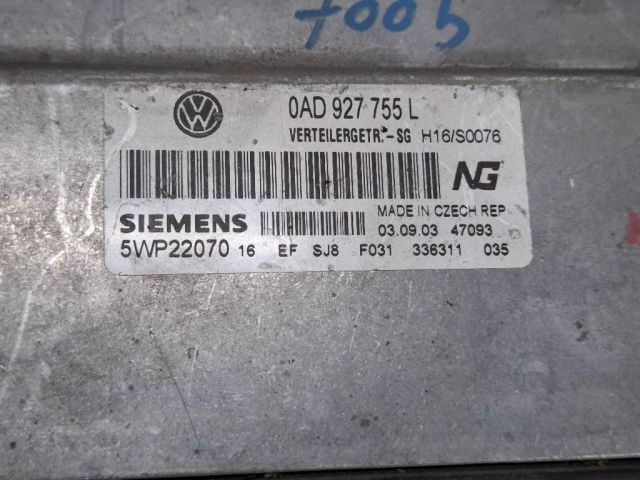 0AD 927 755 L
VERTEILERGETR.-SG H16/S0076
NG
SIEMENS
MADE IN CZECH REP
03.09.03 47093
5WP22070 16 EF SJ8 F031 336311 035